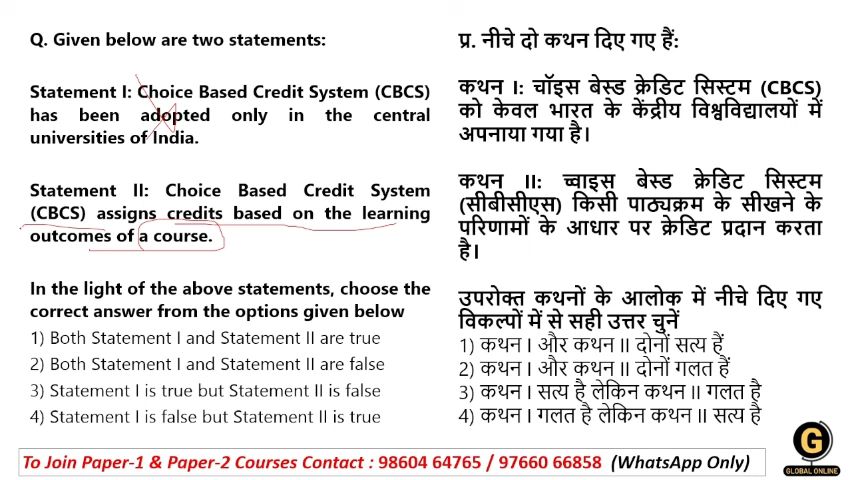 Q. Given below are two statements:
Statement I: Choice Based Credit System (CBCS)
has been adopted only in the central
universities of India.
Statement II: Choice Based Credit System
(CBCS) assigns credits based on the learning
outcomes of a course.
In the light of the above statements, choose the
correct answer from the options given below
1) Both Statement I and Statement II are true
2) Both Statement I and Statement II are false
3) Statement I is true but Statement II is false
4) Statement I is false but Statement II is true
प्र. नीचे दो कथन दिए गए हैं:
कथन I: चॉइस बेस्ड क्रेडिट सिस्टम (CBCS)
को केवल भारत के केंद्रीय विश्वविद्यालयों में
अपनाया गया है।
कथन II: च्वाइस बेस्ड क्रेडिट सिस्टम
(सीबीसीएस) किसी पाठ्यक्रम के सीखने के
परिणामों के आधार पर क्रेडिट प्रदान करता
है।
उपरोक्त कथनों के आलोक में नीचे दिए गए
विकल्पों में से सही उत्तर चुनें
1) कथन I और कथन II दोनों सत्य हैं
2) कथन I और कथन II दोनों गलत हैं
3) कथन I सत्य है लेकिन कथन II गलत है
4) कथन I गलत है लेकिन कथन II सत्य है
To Join Paper-1 & Paper-2 Courses Contact : 98604 64765 / 97660 66858 (WhatsApp Only)
G
GLOBAL ONLINE